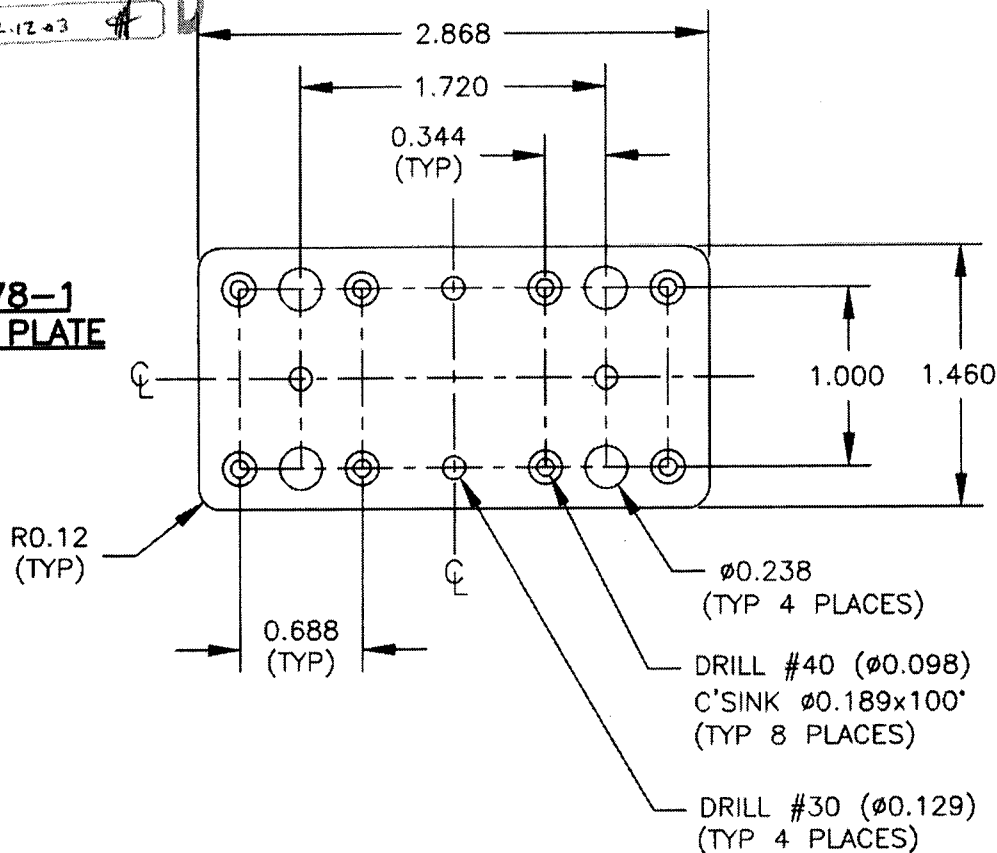 2.868
1.720
0.344
(TYP)
78-1
PLATE
1.000
1.460
R0.12
(TYP)
0.688
(TYP)
ø0.238
(TYP 4 PLACES)
DRILL #40 (ø0.098)
C'SINK ø0.189x100°
(TYP 8 PLACES)
DRILL #30 (ø0.129)
(TYP 4 PLACES)